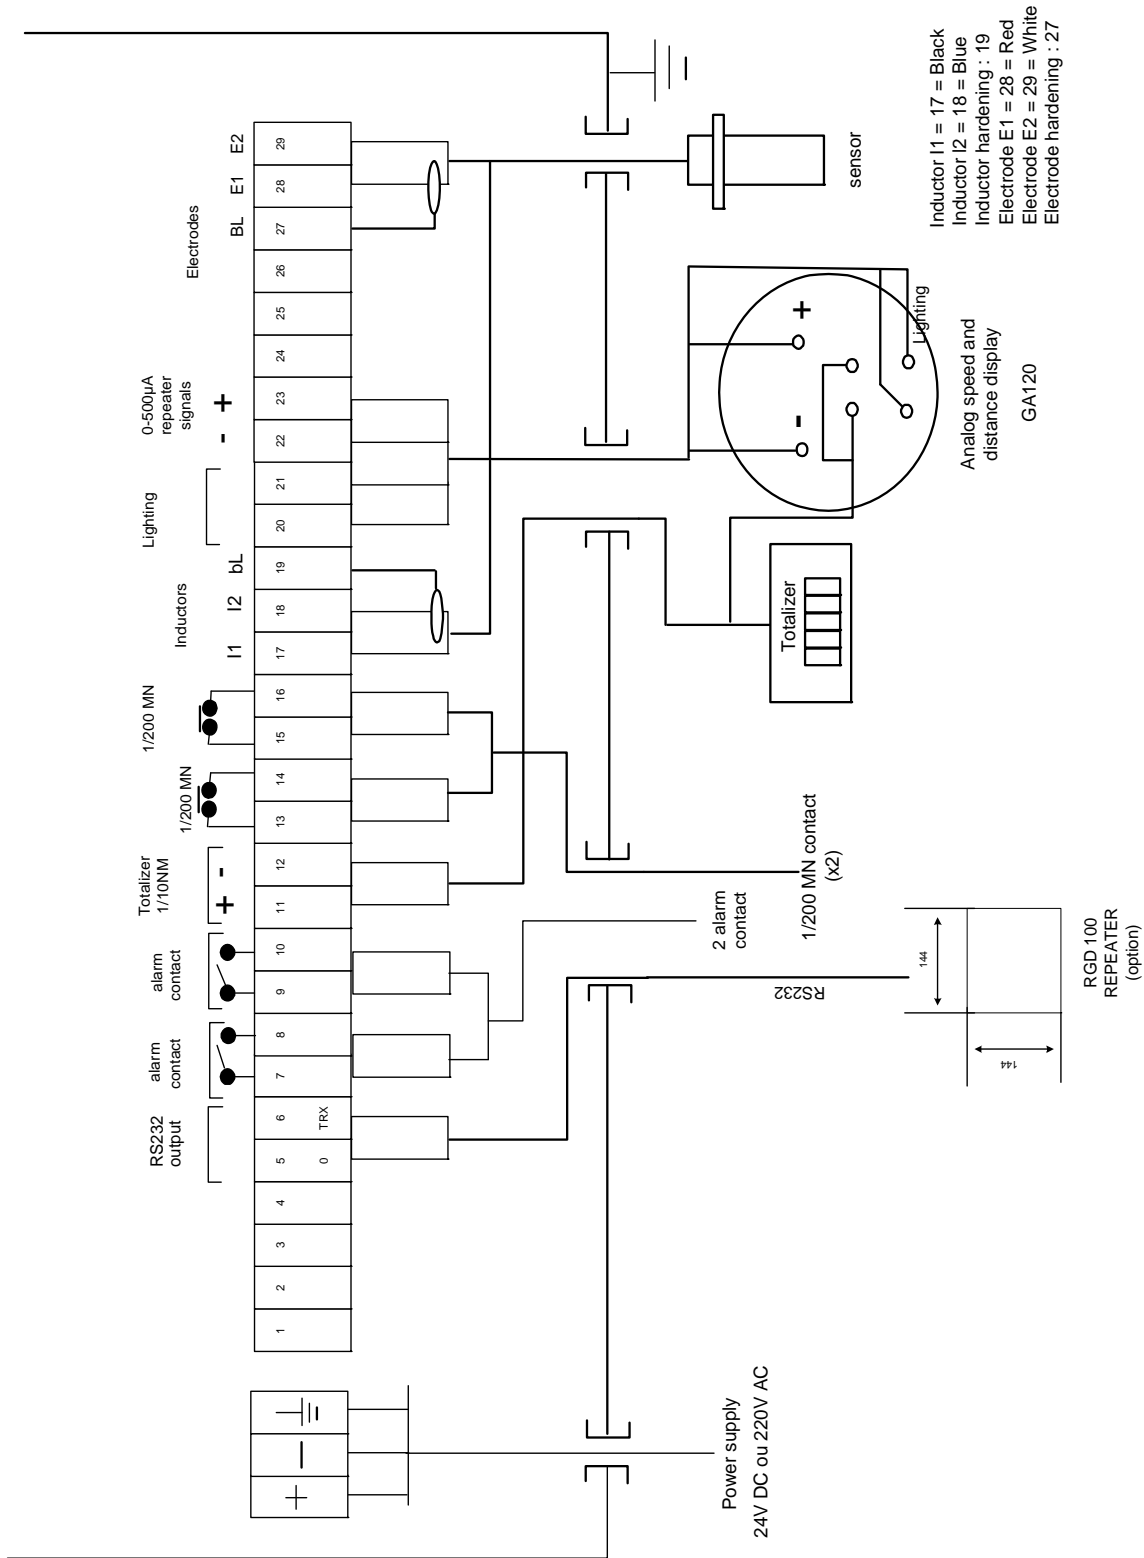 RS232
output
alarm
contact
alarm
contact
Totalizer
1/10NM
+ -
1/200 MN
1/200 MN
Inductors
I1 I2 bL
Lighting
0-500µA
repeater
signals
- +
Electrodes
BL E1 E2
+ -
1 2 3 4 5 6 7 8 9 10 11 12 13 14 15 16 17 18 19 20 21 22 23 24 25 26 27 28 29
0 TRX
Power supply
24V DC ou 220V AC
RS232
2 alarm
contact
1/200 MN contact
(x2)
Totalizer
- +
Lighting
Analog speed and
distance display
GA120
sensor
144
144
RGD 100
REPEATER
(option)
Inductor I1 = 17 = Black
Inductor I2 = 18 = Blue
Inductor hardening : 19
Electrode E1 = 28 = Red
Electrode E2 = 29 = White
Electrode hardening : 27